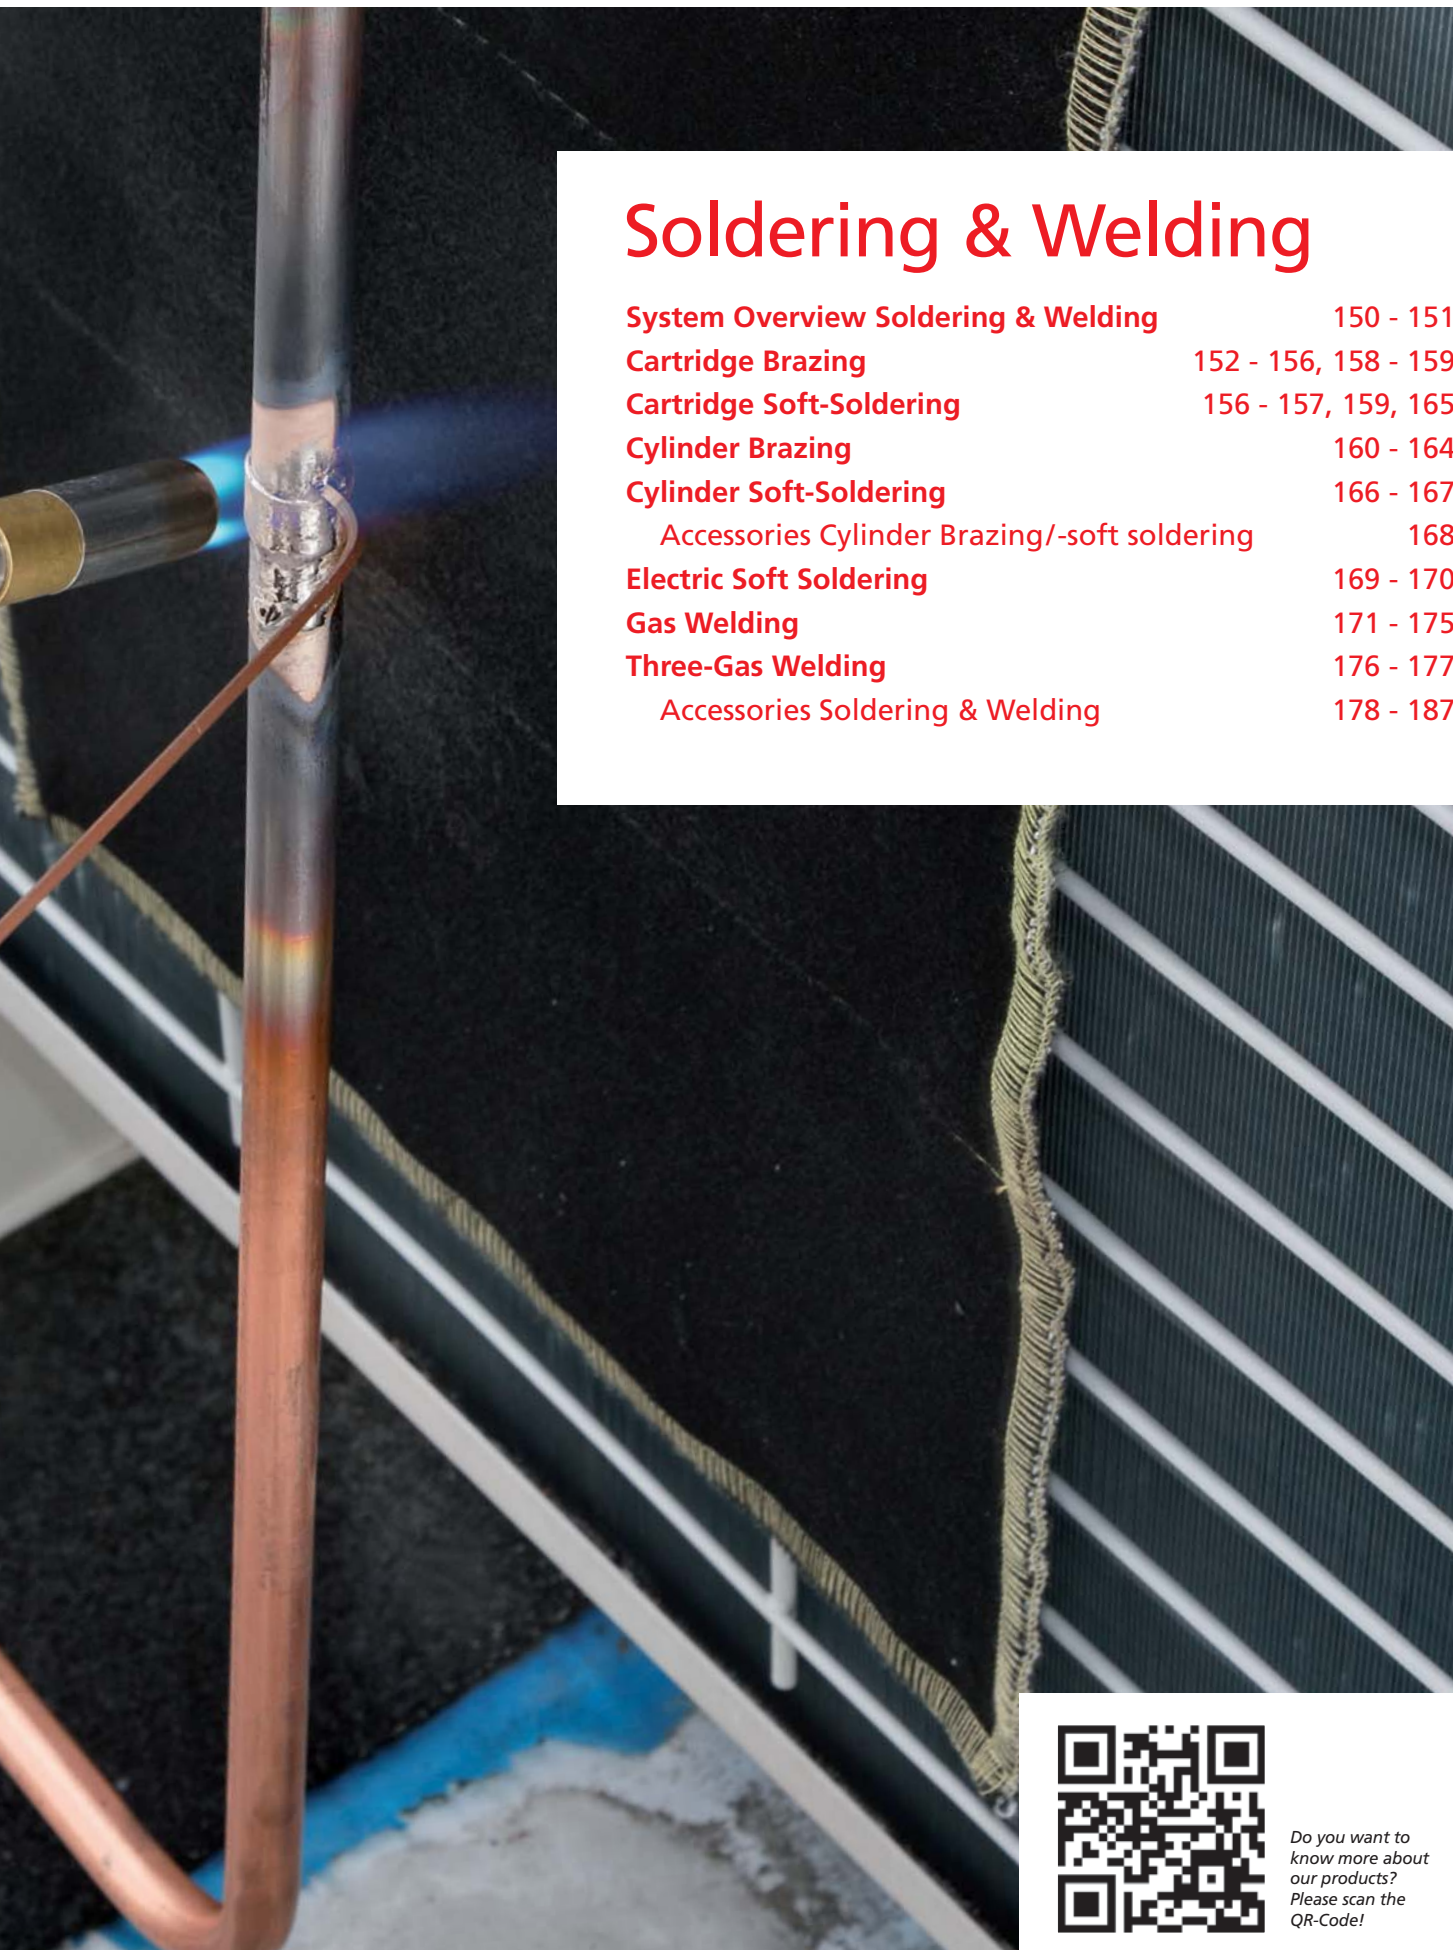 Soldering & Welding
System Overview Soldering & Welding 150 - 151
Cartridge Brazing 152 - 156, 158 - 159
Cartridge Soft-Soldering 156 - 157, 159, 165
Cylinder Brazing 160 - 164
Cylinder Soft-Soldering 166 - 167
Accessories Cylinder Brazing/-soft soldering 168
Electric Soft Soldering 169 - 170
Gas Welding 171 - 175
Three-Gas Welding 176 - 177
Accessories Soldering & Welding 178 - 187
Do you want to
know more about
our products?
Please scan the
QR-Code!